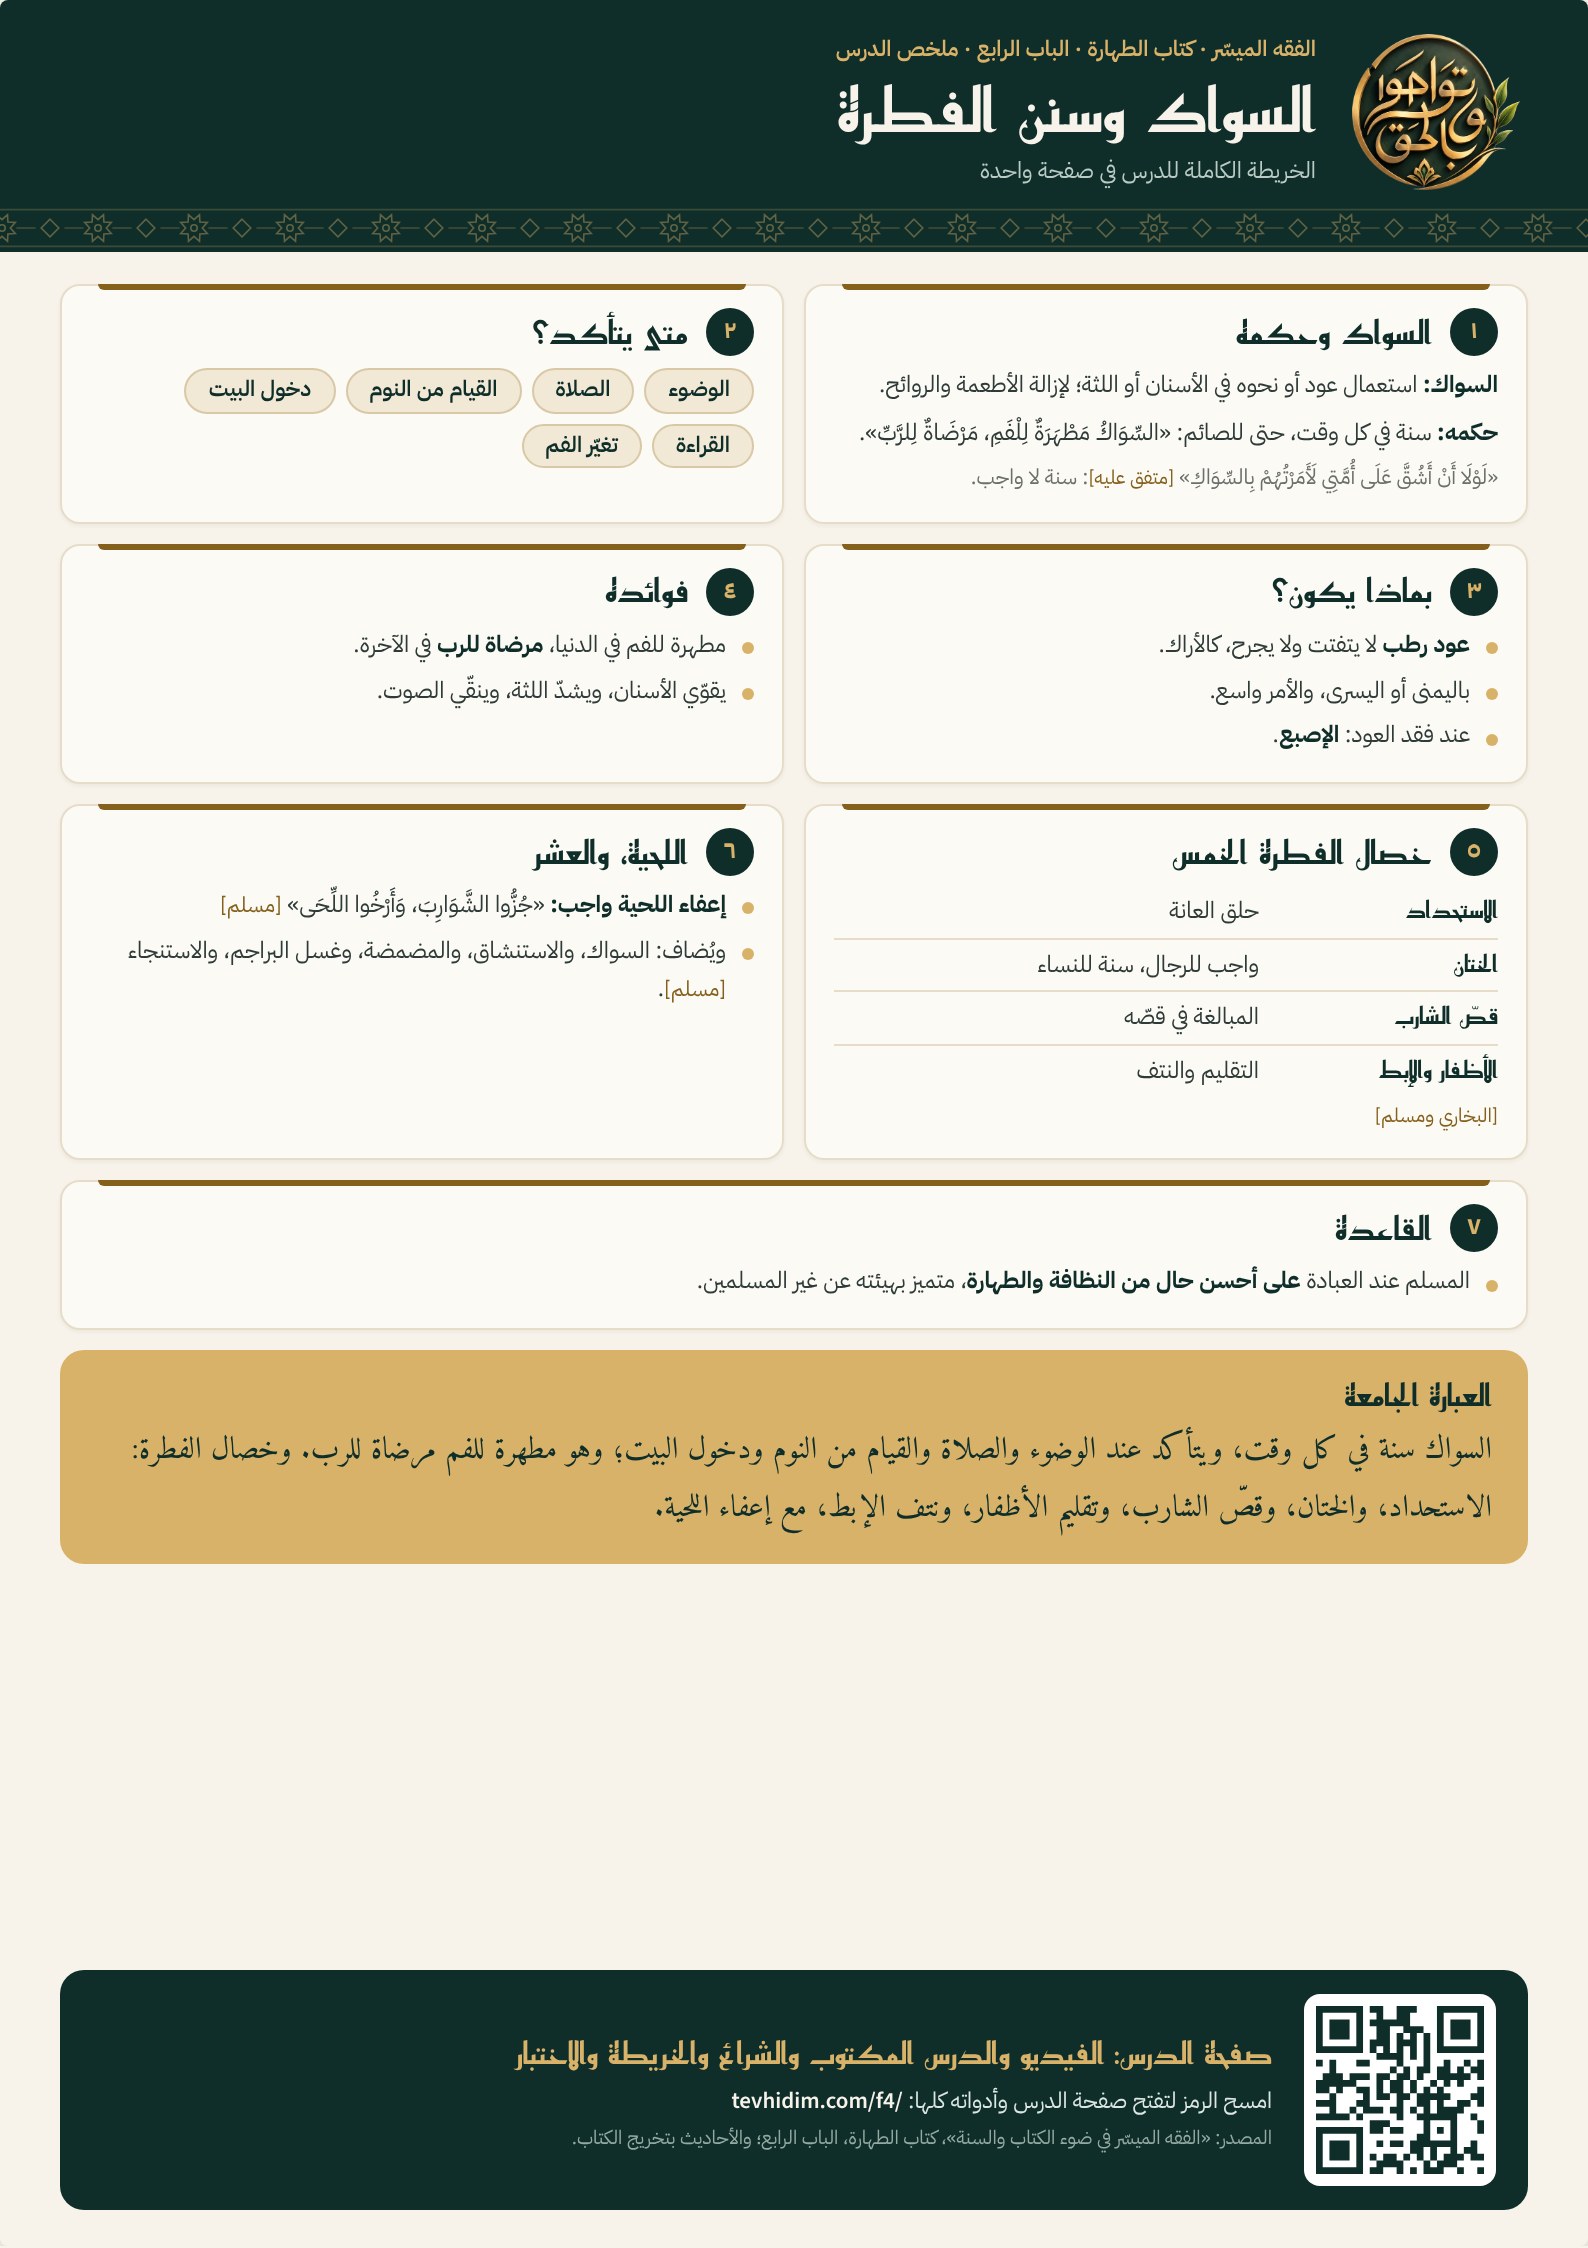 تواصوا بالحق
الفقه الميسّر · كتاب الطهارة · الباب الرابع · ملخص الدرس
السواك وسنن الفطرة
الخريطة الكاملة للدرس في صفحة واحدة
١ السواك وحكمه
السواك: استعمال عود أو نحوه في الأسنان أو اللثة؛ لإزالة الأطعمة والروائح.
حكمه: سنة في كل وقت، حتى للصائم: «السِّوَاكُ مَطْهَرَةٌ لِلْفَمِ، مَرْضَاةٌ لِلرَّبِّ».
«لَوْلَا أَنْ أَشُقَّ عَلَى أُمَّتِي لَأَمَرْتُهُمْ بِالسِّوَاكِ» [متفق عليه]: سنة لا واجب.
٢ متى يتأكد؟
الوضوء الصلاة القيام من النوم دخول البيت
القراءة تغيّر الفم
٣ بماذا يكون؟
عود رطب لا يتفتت ولا يجرح، كالأراك.
باليمنى أو اليسرى، والأمر واسع.
عند فقد العود: الإصبع.
٤ فوائده
مطهرة للفم في الدنيا، مرضاة للرب في الآخرة.
يقوّي الأسنان، ويشدّ اللثة، وينقّي الصوت.
٥ خصال الفطرة الخمس
الاستحداد حلق العانة
الختان واجب للرجال، سنة للنساء
قصّ الشارب المبالغة في قصّه
الأظفار والإبط التقليم والنتف
[البخاري ومسلم]
٦ اللحية، والعشر
إعفاء اللحية واجب: «جُزُّوا الشَّوَارِبَ، وَأَرْخُوا اللِّحَى» [مسلم]
ويُضاف: السواك، والاستنشاق، والمضمضة، وغسل البراجم، والاستنجاء
[مسلم].
٧ القاعدة
المسلم عند العبادة على أحسن حال من النظافة والطهارة، متميز بهيئته عن غير المسلمين.
العبارة الجامعة
السواك سنة في كل وقت، ويتأكد عند الوضوء والصلاة والقيام من النوم ودخول البيت؛ وهو مطهرة للفم مرضاة للرب. وخصال الفطرة:
الاستحداد، والختان، وقصّ الشارب، وتقليم الأظفار، ونتف الإبط، مع إعفاء اللحية.
صفحة الدرس: الفيديو والدرس المكتوب والشرائح والخريطة والاختبار
امسح الرمز لتفتح صفحة الدرس وأدواته كلها: tevhidim.com/f4/
المصدر: «الفقه الميسّر في ضوء الكتاب والسنة»، كتاب الطهارة، الباب الرابع؛ والأحاديث بتخريج الكتاب.